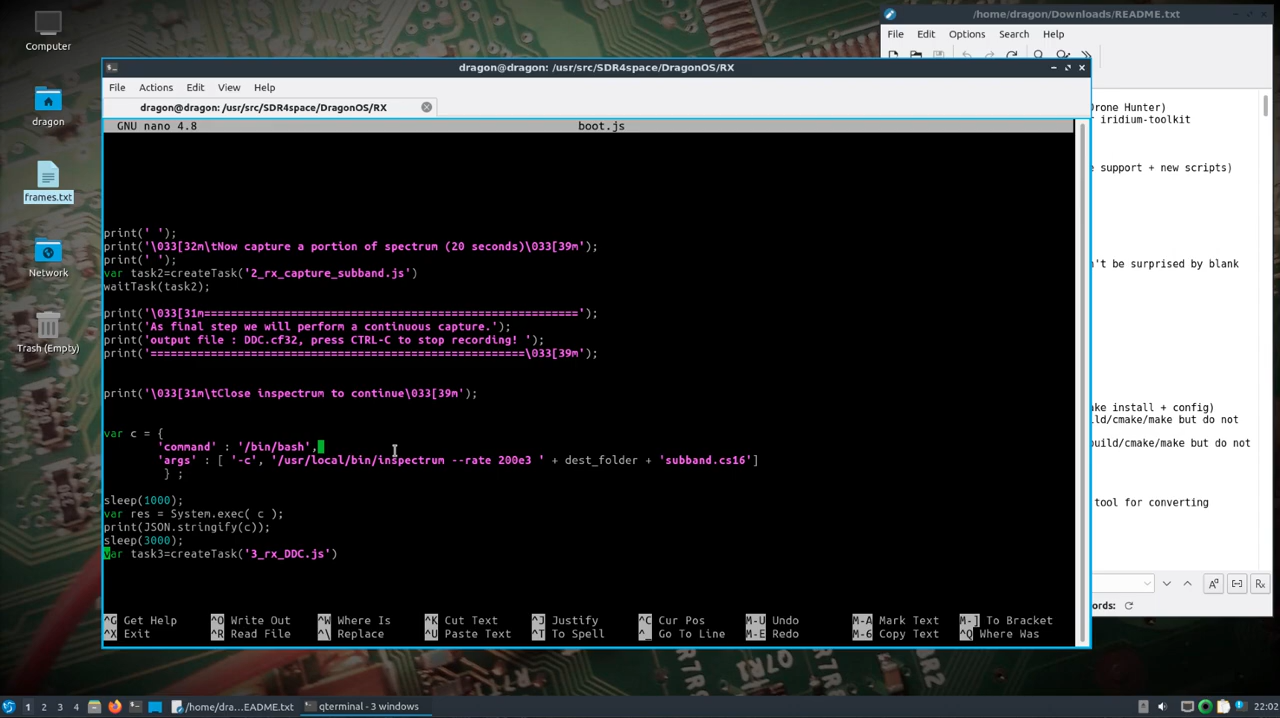 Computer
dragon
frames.txt
Network
Trash (Empty)
/home/dragon/Downloads/README.txt
File Edit Options Search Help
Drone Hunter)
iridium-toolkit
e support + new scripts)
n't be surprised by blank
ake install + config)
ld/cmake/make but do not
build/cmake/make but do not
tool for converting
ords:
dragon@dragon: /usr/src/SDR4space/DragonOS/RX
File Actions Edit View Help
dragon@dragon: /usr/src/SDR4space/DragonOS/RX
GNU nano 4.8 boot.js
print(' ');
print('\033[32m\tNow capture a portion of spectrum (20 seconds)\033[39m');
print(' ');
var task2=createTask('2_rx_capture_subband.js')
waitTask(task2);
print('\033[31m========================================================');
print('As final step we will perform a continuous capture.');
print('output file : DDC.cf32, press CTRL-C to stop recording! ');
print('========================================================\033[39m');
print('\033[31m\tClose inspectrum to continue\033[39m');
var c = {
'command' : '/bin/bash',
'args' : [ '-c', '/usr/local/bin/inspectrum --rate 200e3 ' + dest_folder + 'subband.cs16']
} ;
sleep(1000);
var res = System.exec( c );
print(JSON.stringify(c));
sleep(3000);
var task3=createTask('3_rx_DDC.js')
^G Get Help ^O Write Out ^W Where Is ^K Cut Text ^J Justify ^C Cur Pos M-U Undo M-A Mark Text M-] To Bracket
^X Exit ^R Read File ^\ Replace ^U Paste Text ^T To Spell ^_ Go To Line M-E Redo M-6 Copy Text ^Q Where Was
1 2 3 4 /home/dra...EADME.txt qterminal - 3 windows 22:02